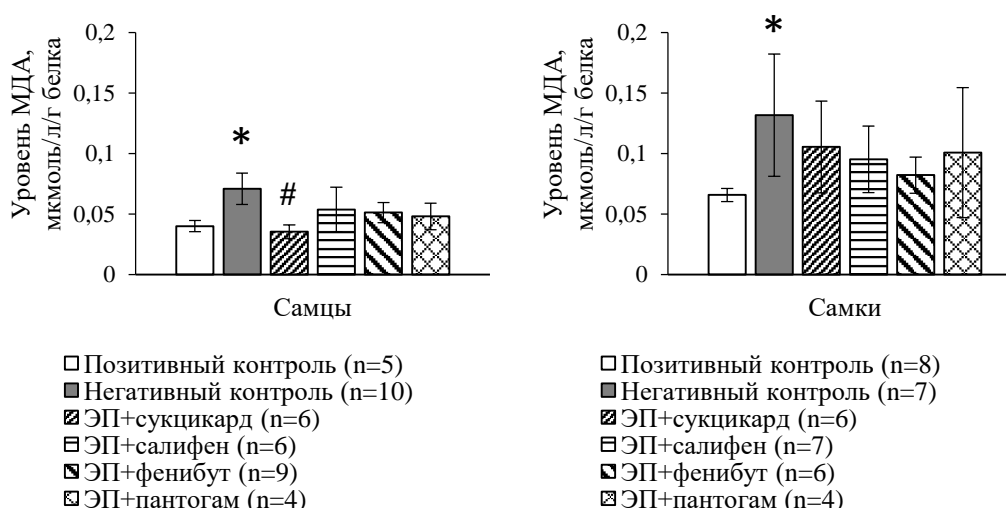 Уровень МДА,
мкмоль/л/г белка
0,2
0,15
0,1
0,05
0
*
#
Самцы
Позитивный контроль (n=5)
Негативный контроль (n=10)
ЭП+сукцикард (n=6)
ЭП+салифен (n=6)
ЭП+фенибут (n=9)
ЭП+пантогам (n=4)
Уровень МДА,
мкмоль/л/г белка
0,2
0,15
0,1
0,05
0
*
Самки
Позитивный контроль (n=8)
Негативный контроль (n=7)
ЭП+сукцикард (n=6)
ЭП+салифен (n=7)
ЭП+фенибут (n=6)
ЭП+пантогам (n=4)